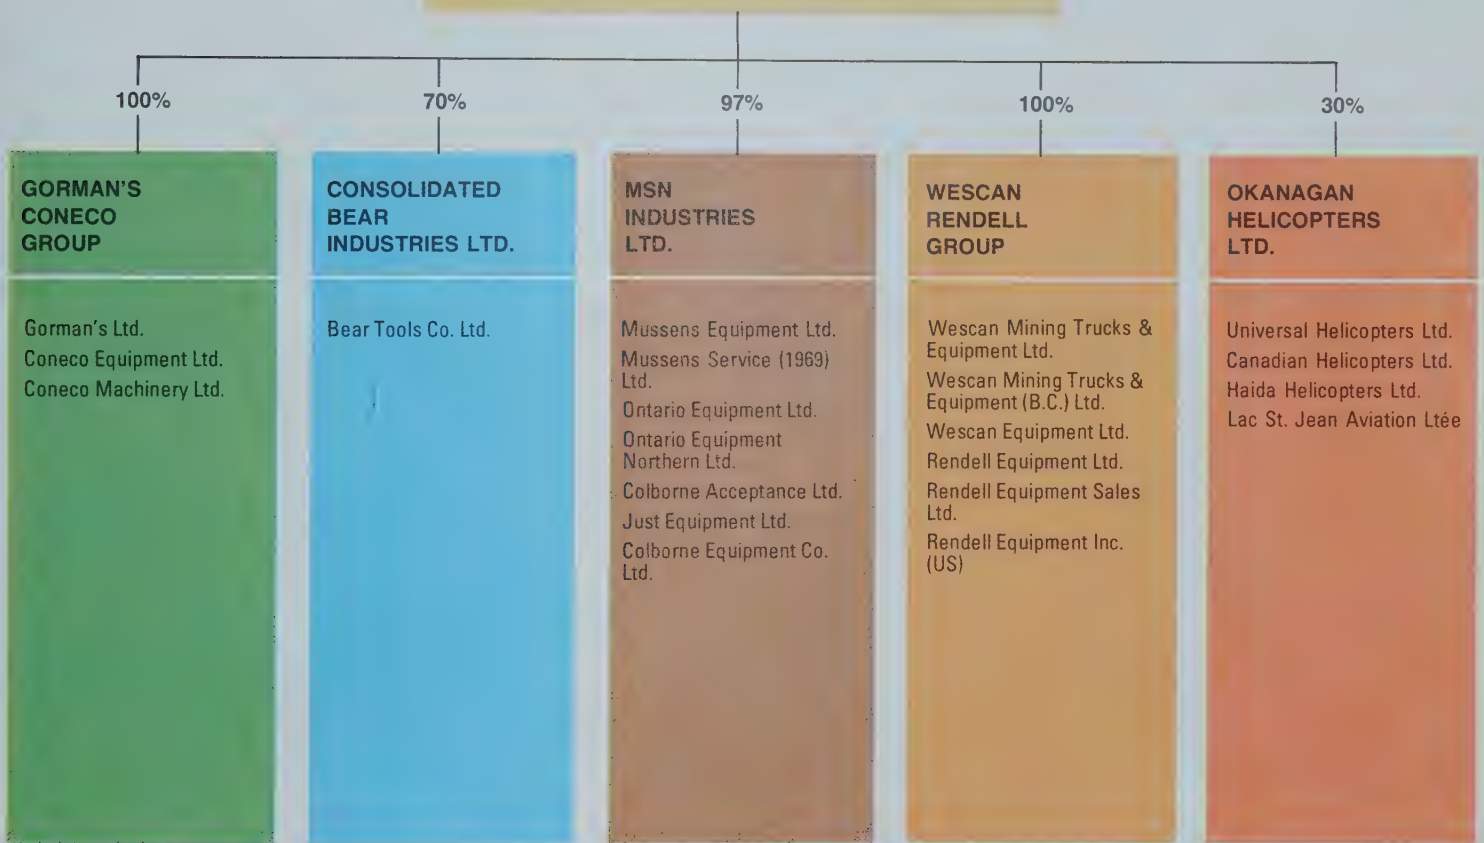 100%
70%
97%
100%
30%
GORMAN'S
CONECO
GROUP
Gorman's Ltd.
Coneco Equipment Ltd.
Coneco Machinery Ltd.
CONSOLIDATED
BEAR
INDUSTRIES LTD.
Bear Tools Co. Ltd.
MSN
INDUSTRIES
LTD.
Mussens Equipment Ltd.
Mussens Service (1969)
Ltd.
Ontario Equipment Ltd.
Ontario Equipment
Northern Ltd.
Colborne Acceptance Ltd.
Just Equipment Ltd.
Colborne Equipment Co.
Ltd.
WESCAN
RENDELL
GROUP
Wescan Mining Trucks &
Equipment Ltd.
Wescan Mining Trucks &
Equipment (B.C.) Ltd.
Wescan Equipment Ltd.
Rendell Equipment Ltd.
Rendell Equipment Sales
Ltd.
Rendell Equipment Inc.
(US)
OKANAGAN
HELICOPTERS
LTD.
Universal Helicopters Ltd.
Canadian Helicopters Ltd.
Haida Helicopters Ltd.
Lac St. Jean Aviation Ltée